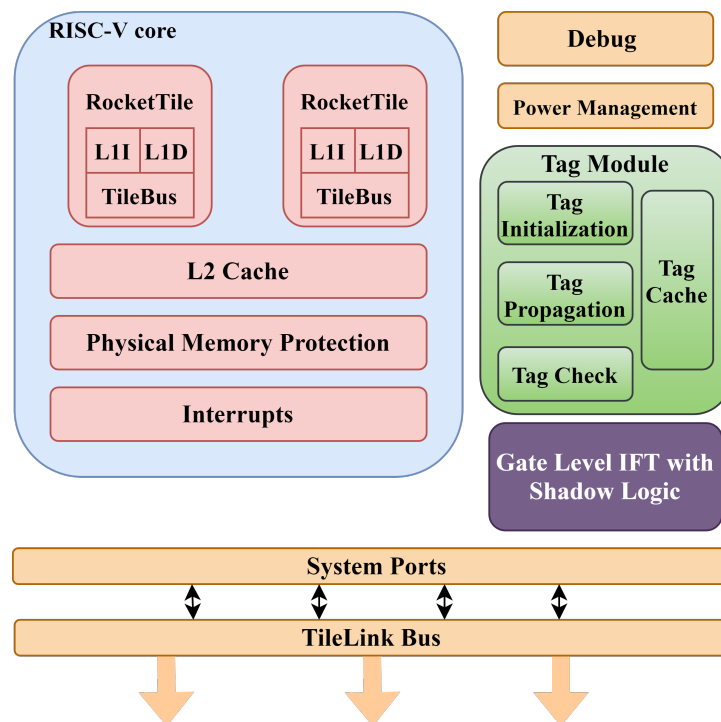 RISC-V core
RocketTile
L1I L1D
TileBus
RocketTile
L1I L1D
TileBus
L2 Cache
Physical Memory Protection
Interrupts
Debug
Power Management
Tag Module
Tag
Initialization
Tag
Propagation
Tag Check
Tag
Cache
Gate Level IFT with
Shadow Logic
System Ports
TileLink Bus